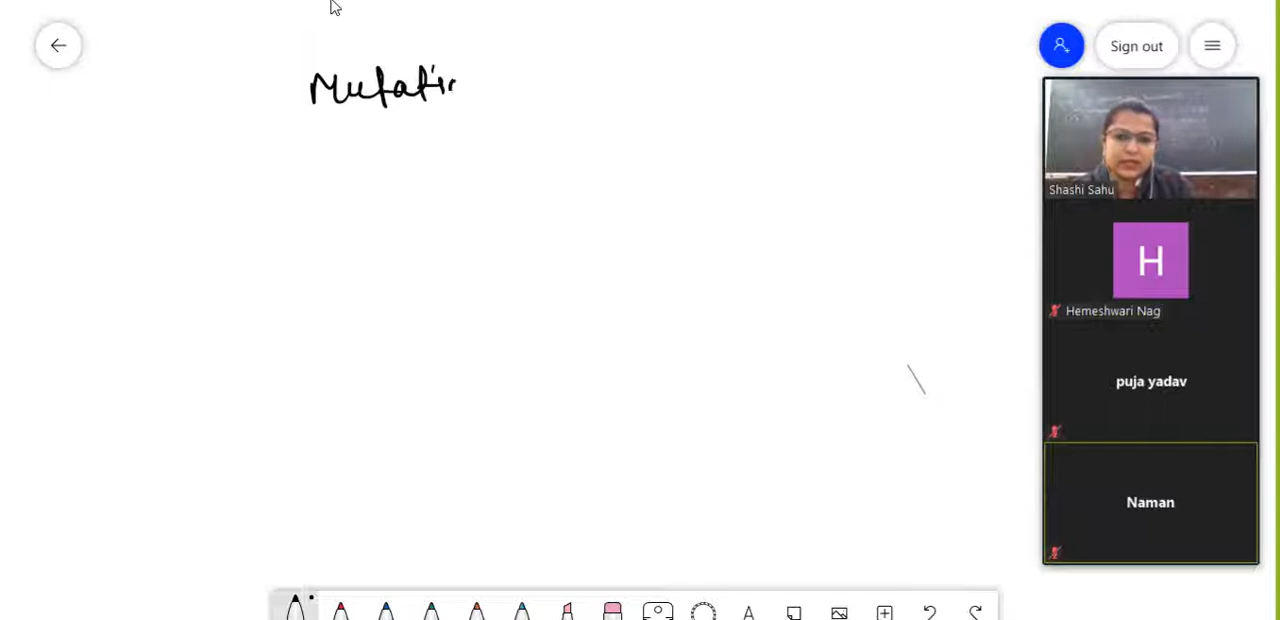 Mutati
Sign out
Shashi Sahu
H
Hemeshwari Nag
puja yadav
Naman
A